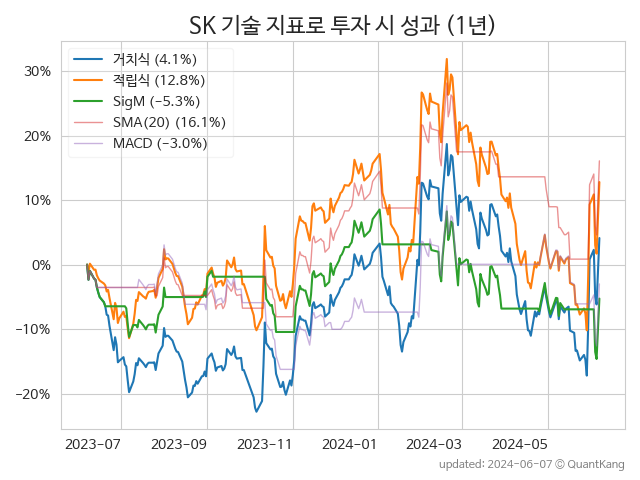 SK 기술 지표로 투자 시 성과 (1년)
거치식 (4.1%)
적립식 (12.8%)
SigM (−5.3%)
SMA(20) (16.1%)
MACD (−3.0%)
30%
20%
10%
0%
−10%
−20%
2023-07 2023-09 2023-11 2024-01 2024-03 2024-05
updated: 2024-06-07 © QuantKang